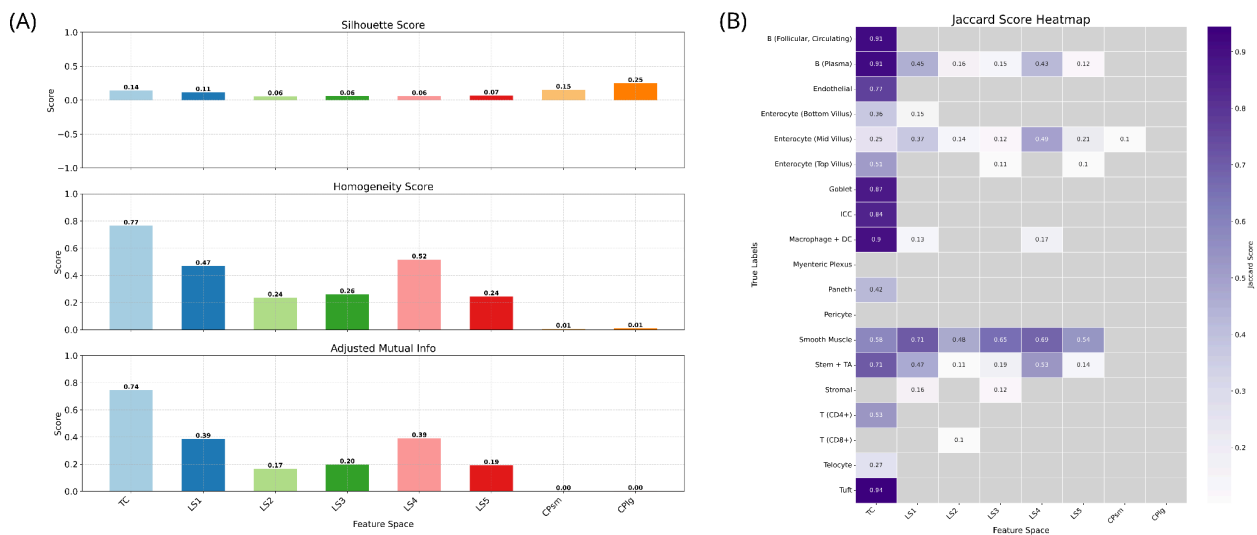 (A)
Silhouette Score
1.0
0.5
0.0
−0.5
−1.0
Score
0.14 0.11 0.06 0.06 0.06 0.07 0.15 0.25
Homogeneity Score
1.0
0.8
0.6
0.4
0.2
0.0
Score
0.77 0.47 0.24 0.26 0.52 0.24 0.01 0.01
Adjusted Mutual Info
1.0
0.8
0.6
0.4
0.2
0.0
Score
0.74 0.39 0.17 0.20 0.39 0.19 0.00 0.00
TC LS1 LS2 LS3 LS4 LS5 CPsm CPlg
Feature Space
(B)
Jaccard Score Heatmap
True Labels
B (Follicular, Circulating) 0.91
B (Plasma) 0.91 0.45 0.16 0.15 0.43 0.12
Endothelial 0.77
Enterocyte (Bottom Villus) 0.36 0.15
Enterocyte (Mid Villus) 0.25 0.37 0.14 0.12 0.49 0.21 0.1
Enterocyte (Top Villus) 0.51 0.11 0.1
Goblet 0.87
ICC 0.84
Macrophage + DC 0.9 0.13 0.17
Myenteric Plexus
Paneth 0.42
Pericyte
Smooth Muscle 0.58 0.71 0.48 0.65 0.69 0.54
Stem + TA 0.71 0.47 0.11 0.19 0.53 0.14
Stromal 0.16 0.12
T (CD4+) 0.53
T (CD8+) 0.1
Telocyte 0.27
Tuft 0.94
TC LS1 LS2 LS3 LS4 LS5 CPsm CPlg
Feature Space
0.9
0.8
0.7
0.6
0.5
0.4
0.3
0.2
Jaccard Score